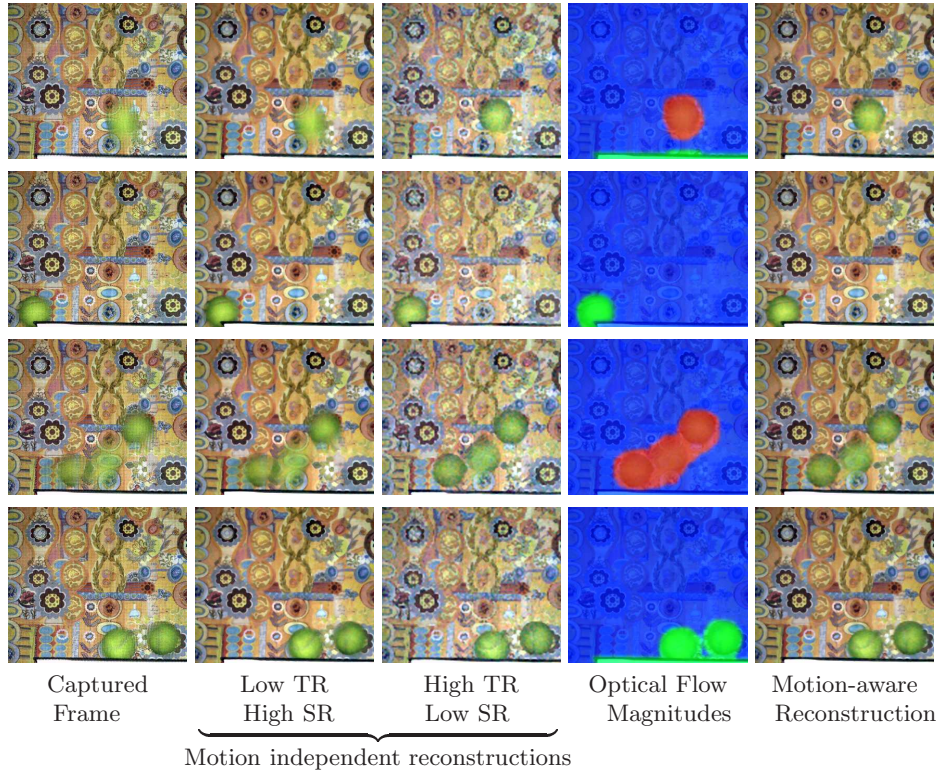 Captured
Frame
Low TR
High SR
High TR
Low SR
Optical Flow
Magnitudes
Motion-aware
Reconstruction
Motion independent reconstructions